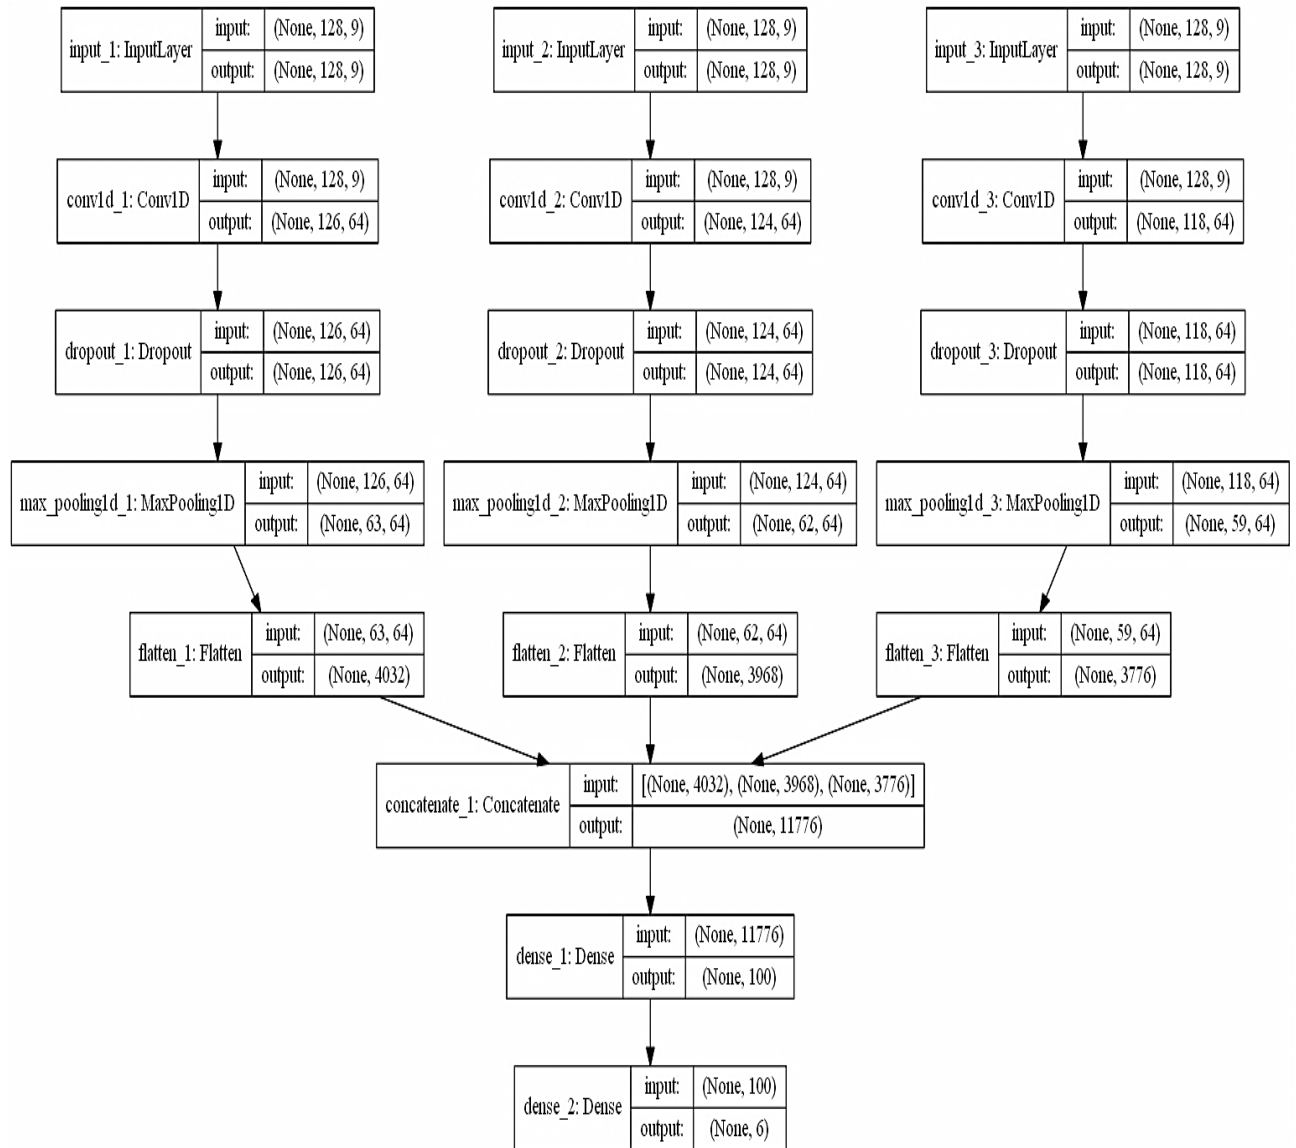 input_1: InputLayer
input: (None, 128, 9)
output: (None, 128, 9)
input_2: InputLayer
input: (None, 128, 9)
output: (None, 128, 9)
input_3: InputLayer
input: (None, 128, 9)
output: (None, 128, 9)
conv1d_1: Conv1D
input: (None, 128, 9)
output: (None, 126, 64)
conv1d_2: Conv1D
input: (None, 128, 9)
output: (None, 124, 64)
conv1d_3: Conv1D
input: (None, 128, 9)
output: (None, 118, 64)
dropout_1: Dropout
input: (None, 126, 64)
output: (None, 126, 64)
dropout_2: Dropout
input: (None, 124, 64)
output: (None, 124, 64)
dropout_3: Dropout
input: (None, 118, 64)
output: (None, 118, 64)
max_pooling1d_1: MaxPooling1D
input: (None, 126, 64)
output: (None, 63, 64)
max_pooling1d_2: MaxPooling1D
input: (None, 124, 64)
output: (None, 62, 64)
max_pooling1d_3: MaxPooling1D
input: (None, 118, 64)
output: (None, 59, 64)
flatten_1: Flatten
input: (None, 63, 64)
output: (None, 4032)
flatten_2: Flatten
input: (None, 62, 64)
output: (None, 3968)
flatten_3: Flatten
input: (None, 59, 64)
output: (None, 3776)
concatenate_1: Concatenate
input: [(None, 4032), (None, 3968), (None, 3776)]
output: (None, 11776)
dense_1: Dense
input: (None, 11776)
output: (None, 100)
dense_2: Dense
input: (None, 100)
output: (None, 6)